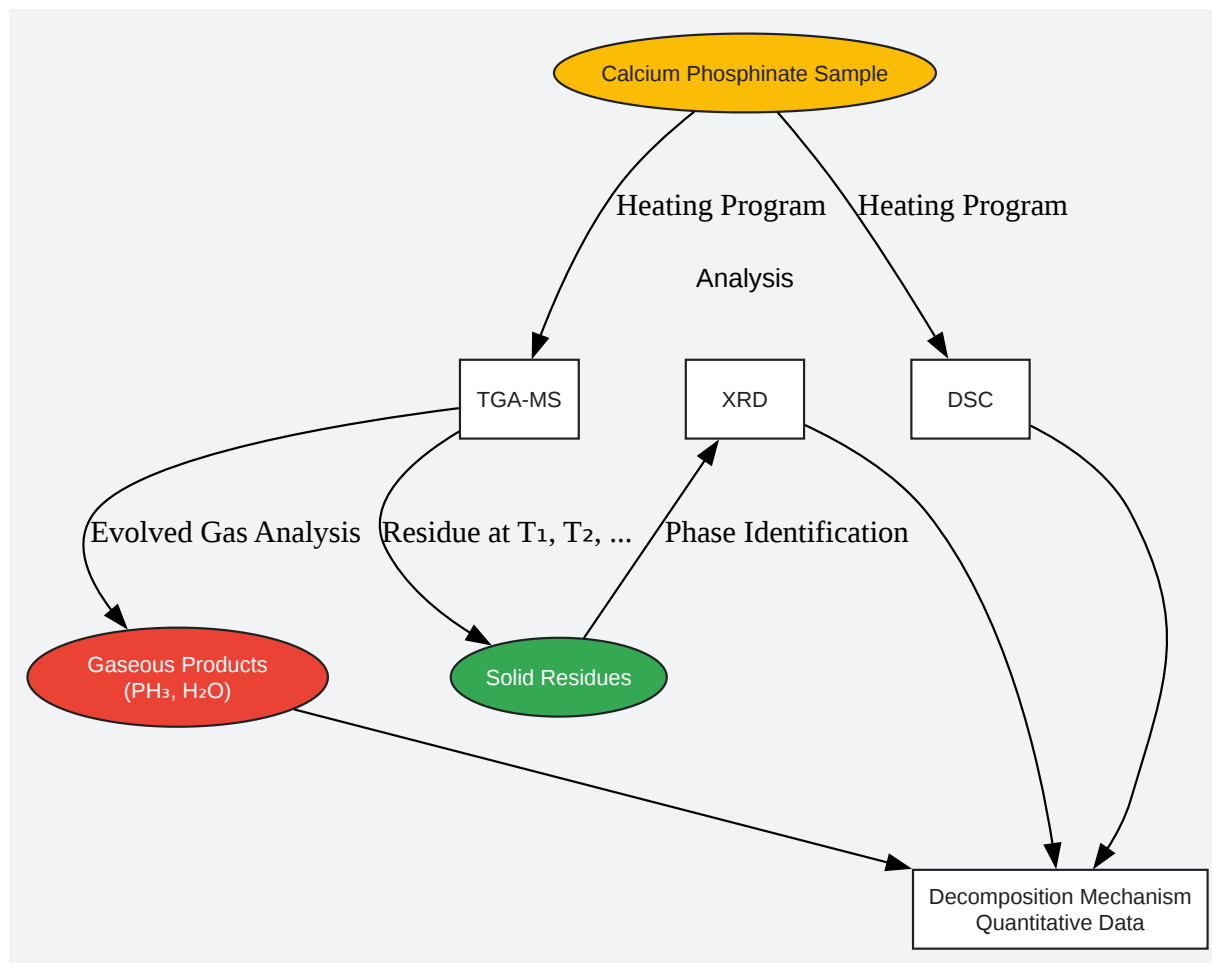 Calcium Phosphinate Sample
Heating Program
Heating Program
Analysis
TGA-MS
XRD
DSC
Evolved Gas Analysis
Residue at T₁, T₂, ...
Phase Identification
Gaseous Products
(PH₃, H₂O)
Solid Residues
Decomposition Mechanism
Quantitative Data